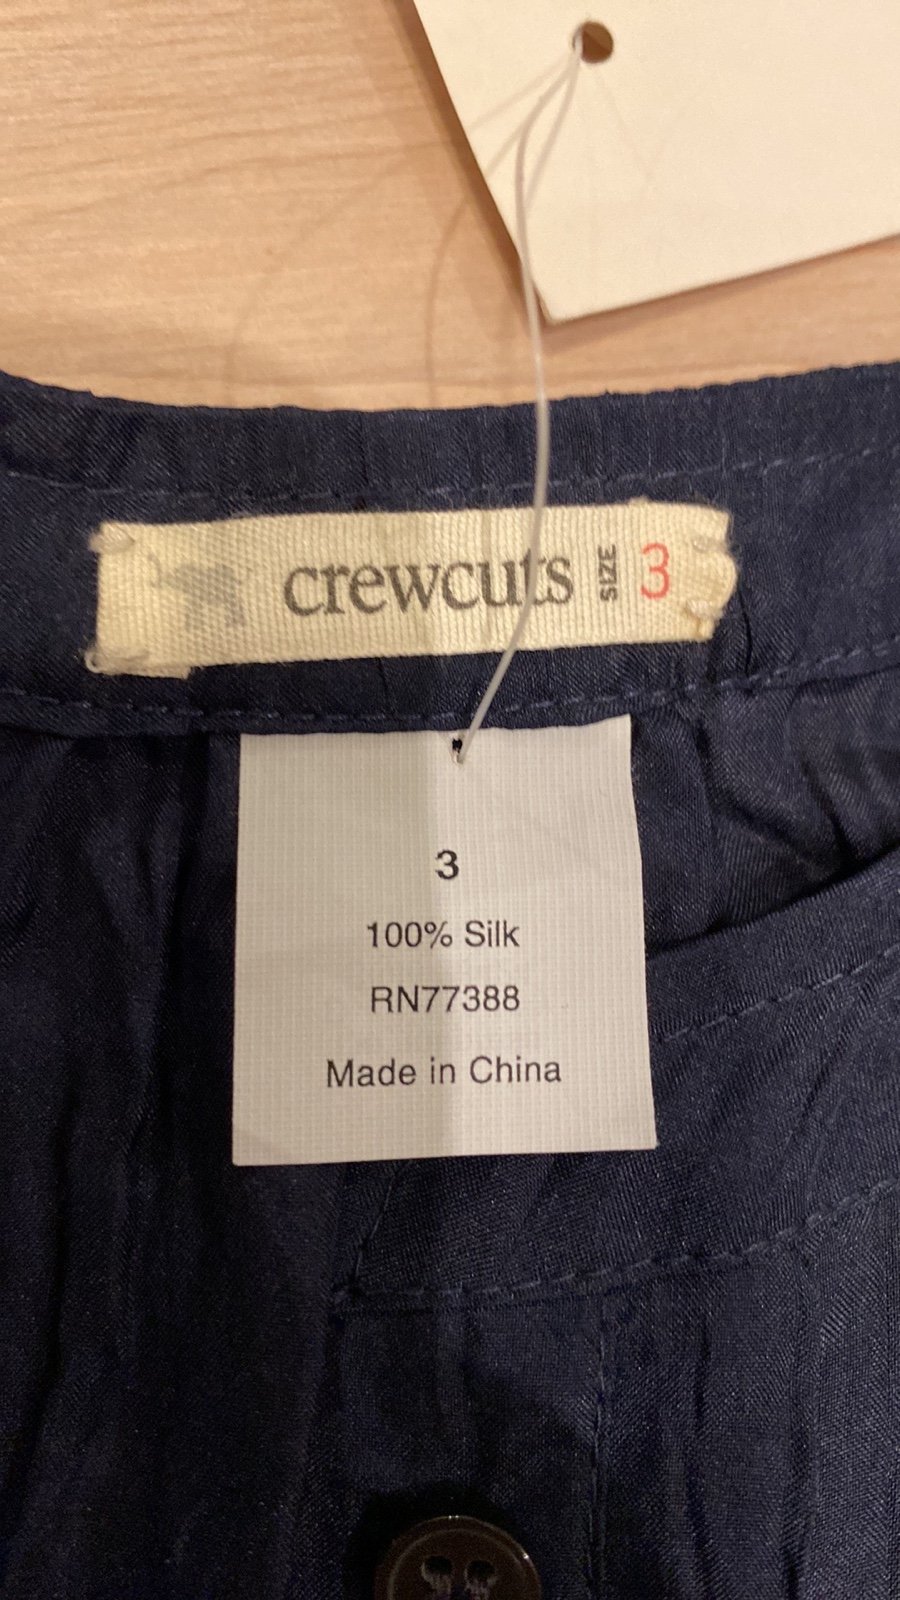 crewcuts SIZE 3
3
100% Silk
RN77388
Made in China